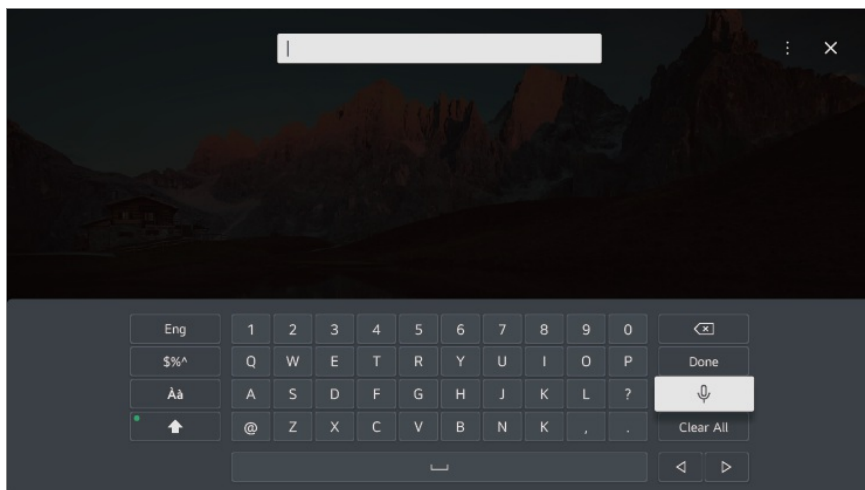 Eng 1 2 3 4 5 6 7 8 9 0
$%^ Q W E T R Y U I O P Done
Àà A S D F G H J K L ?
@ Z X C V B N K , . Clear All